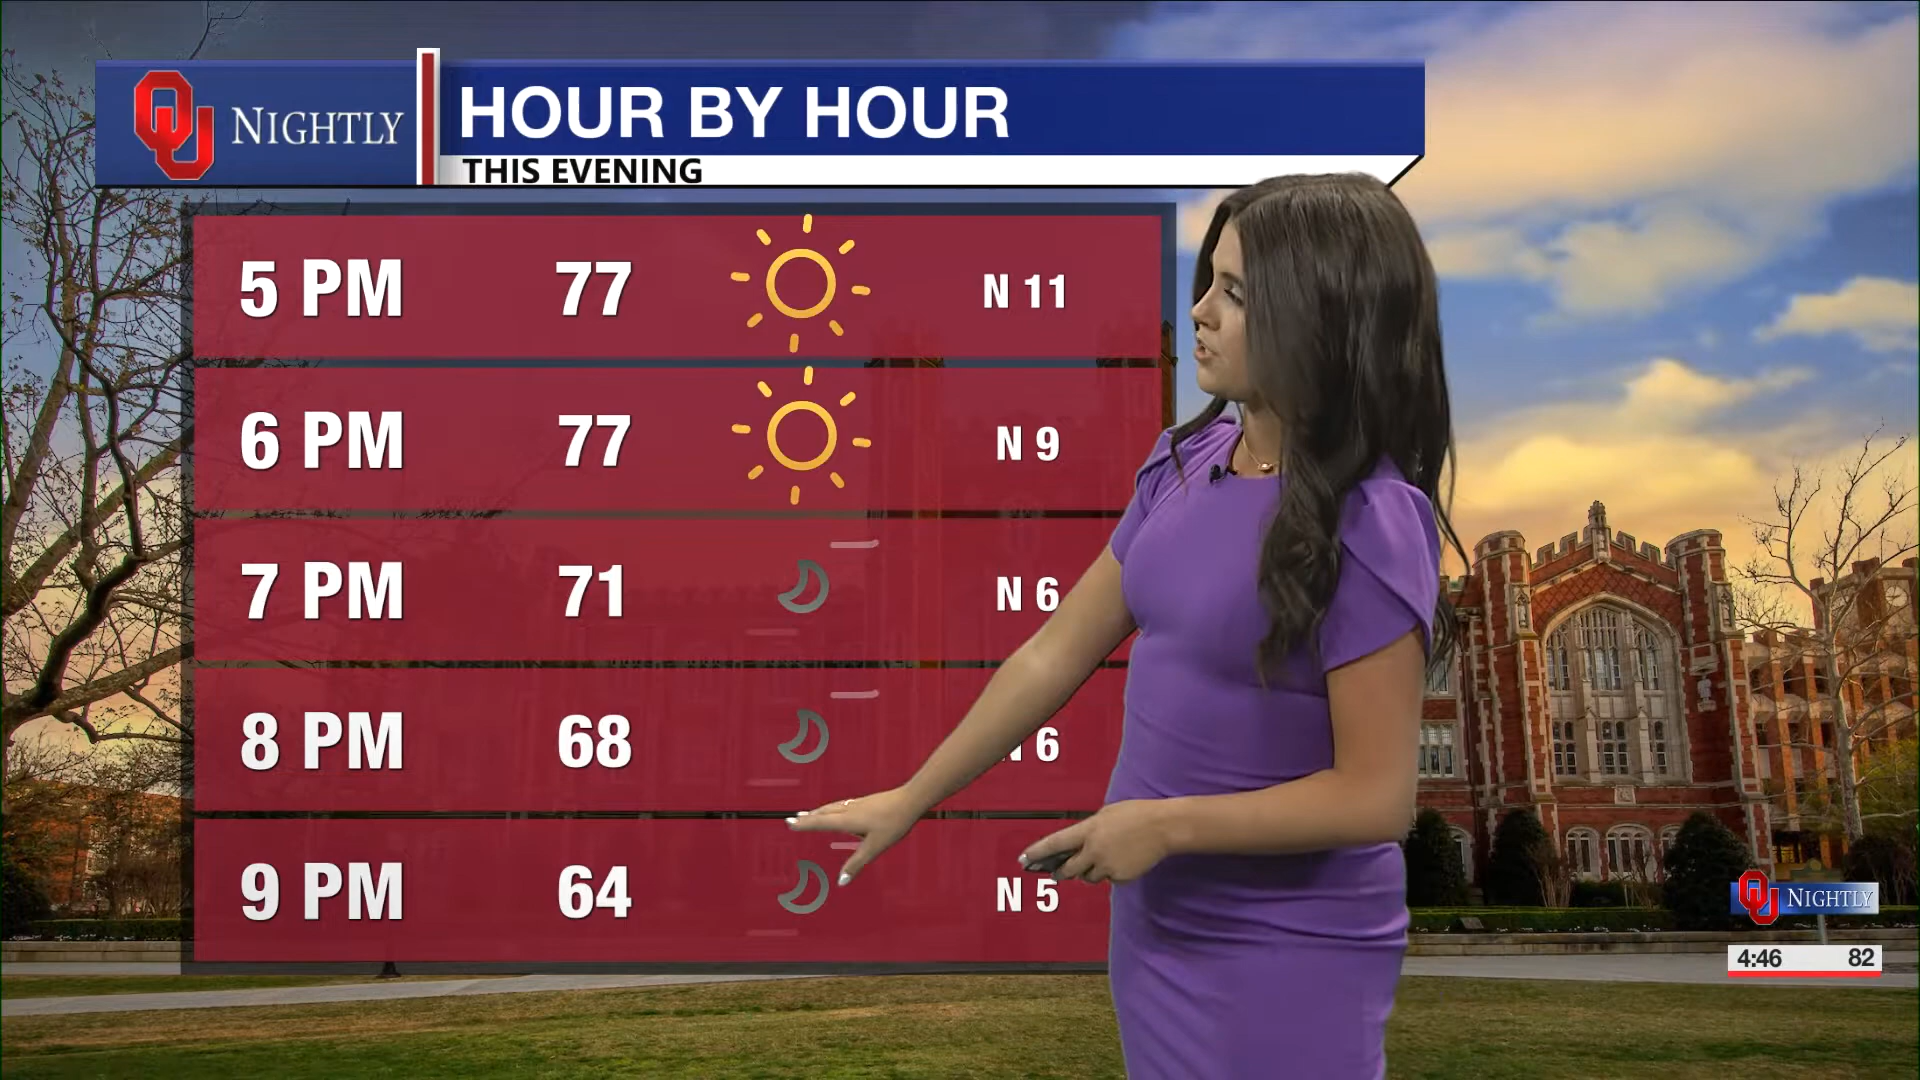 OU NIGHTLY
HOUR BY HOUR
THIS EVENING
5 PM 77 N 11
6 PM 77 N 9
7 PM 71 N 6
8 PM 68 N 6
9 PM 64 N 5
OU NIGHTLY
4:46 82